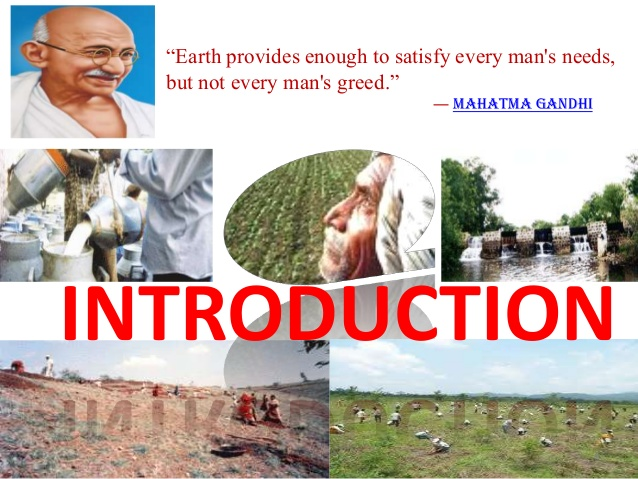 “Earth provides enough to satisfy every man's needs,
but not every man's greed.”
— MAHATMA GANDHI
INTRODUCTION